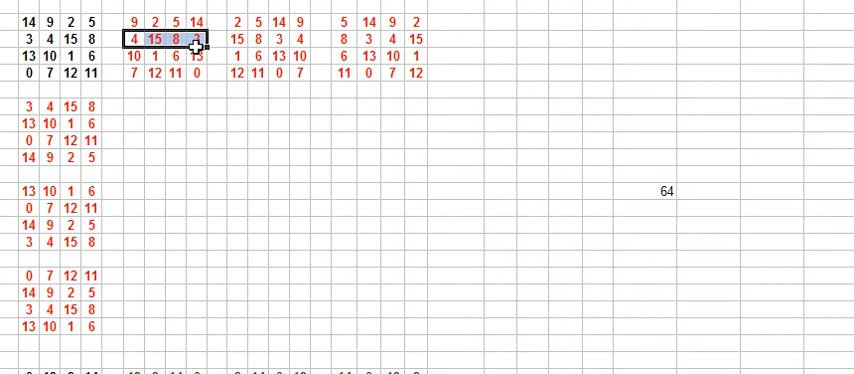 14 9 2 5 9 2 5 14 2 5 14 9 5 14 9 2
3 4 15 8 4 15 8 3 15 8 3 4 8 3 4 15
13 10 1 6 10 1 6 13 1 6 13 10 6 13 10 1
0 7 12 11 7 12 11 0 12 11 0 7 11 0 7 12
3 4 15 8
13 10 1 6
0 7 12 11
14 9 2 5
13 10 1 6 64
0 7 12 11
14 9 2 5
3 4 15 8
0 7 12 11
14 9 2 5
3 4 15 8
13 10 1 6